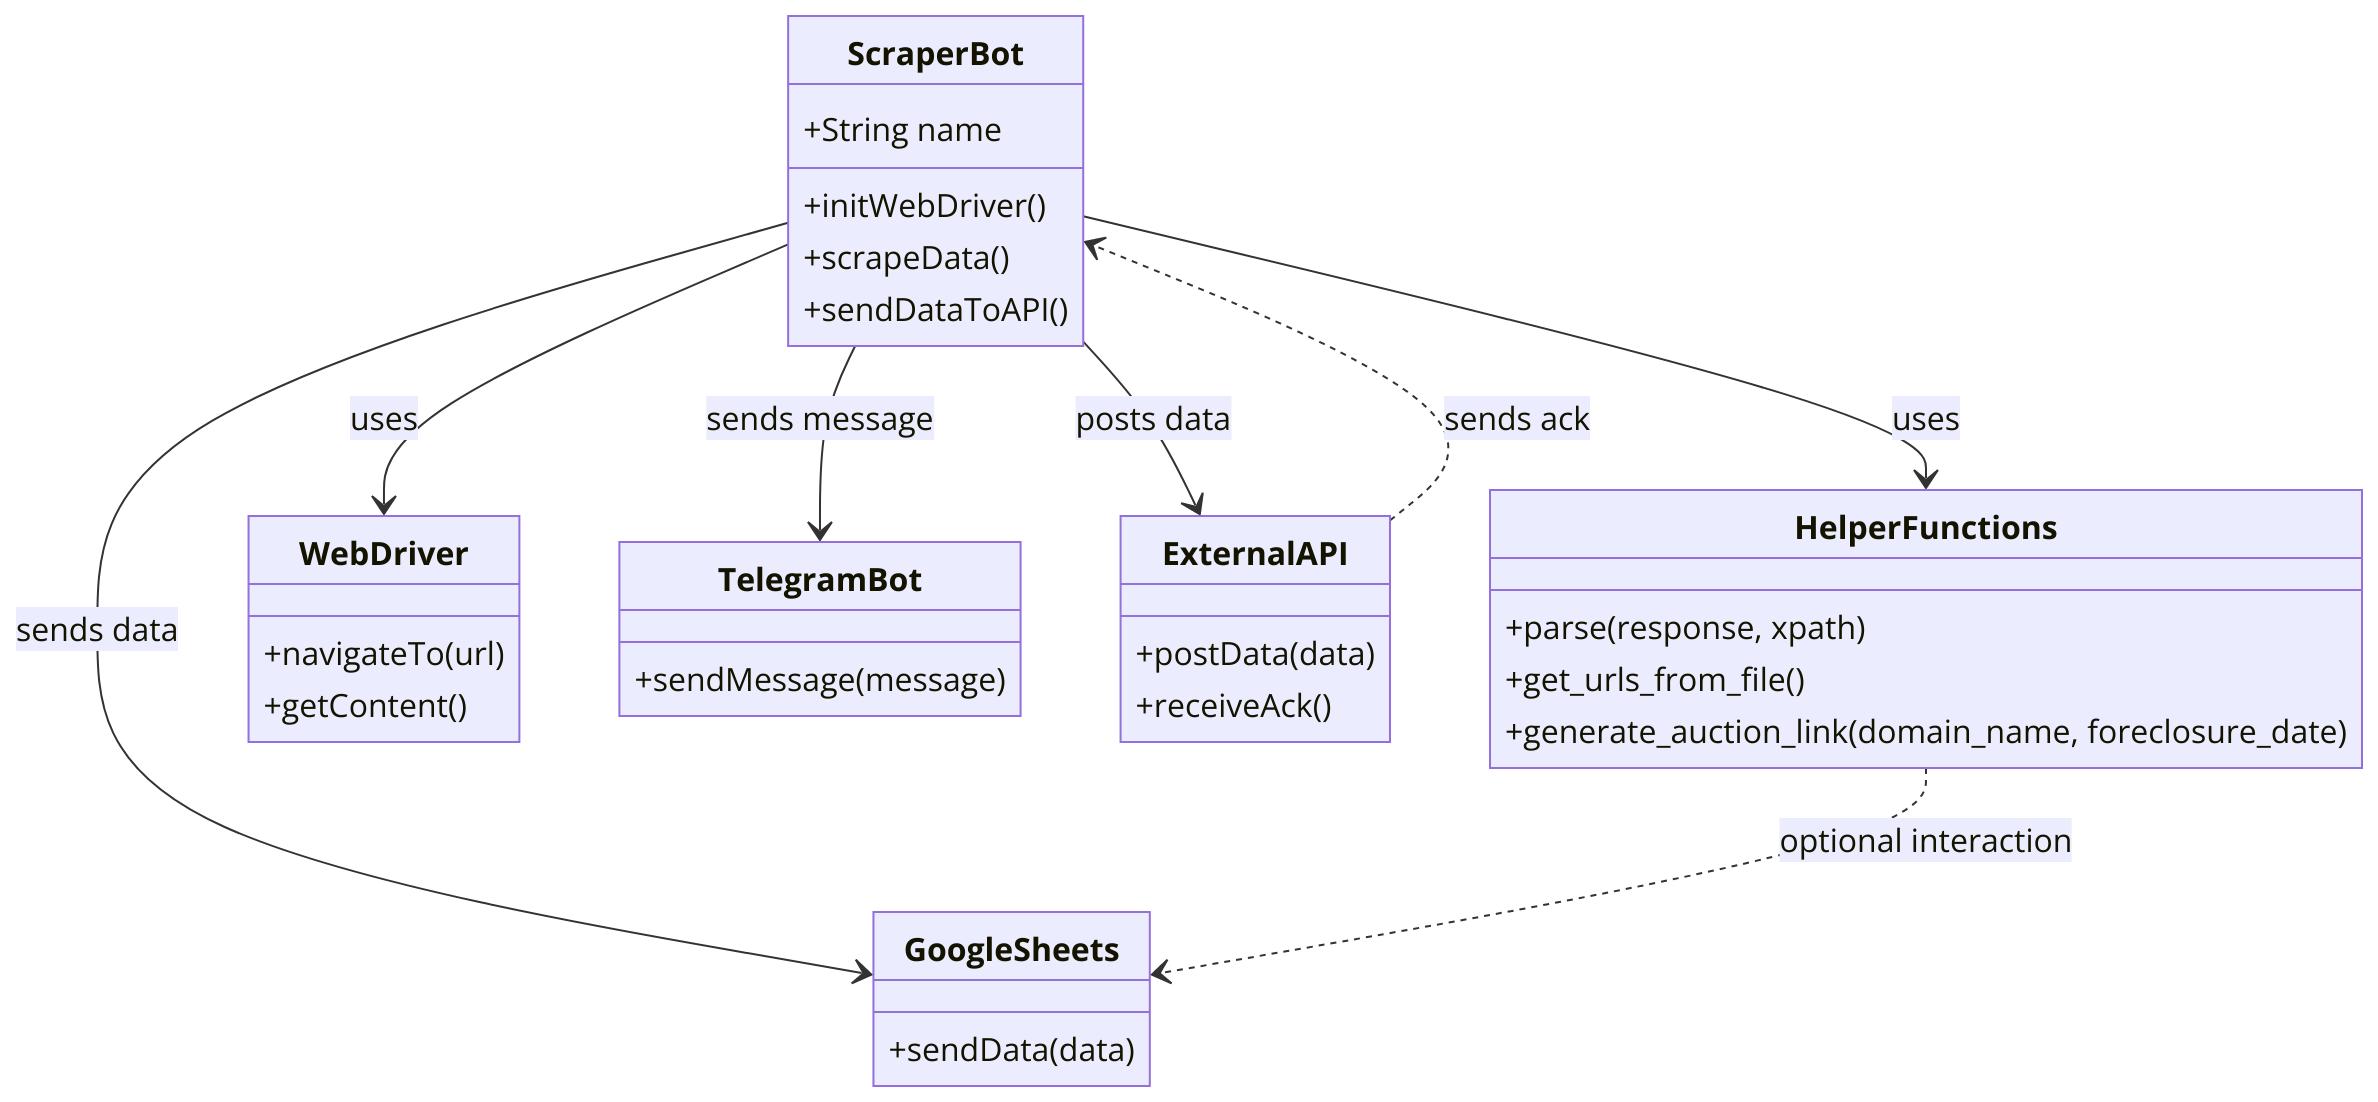 ScraperBot
+String name
+initWebDriver()
+scrapeData()
+sendDataToAPI()
uses
sends message
posts data
sends ack
uses
WebDriver
+navigateTo(url)
+getContent()
TelegramBot
+sendMessage(message)
ExternalAPI
+postData(data)
+receiveAck()
HelperFunctions
+parse(response, xpath)
+get_urls_from_file()
+generate_auction_link(domain_name, foreclosure_date)
sends data
optional interaction
GoogleSheets
+sendData(data)